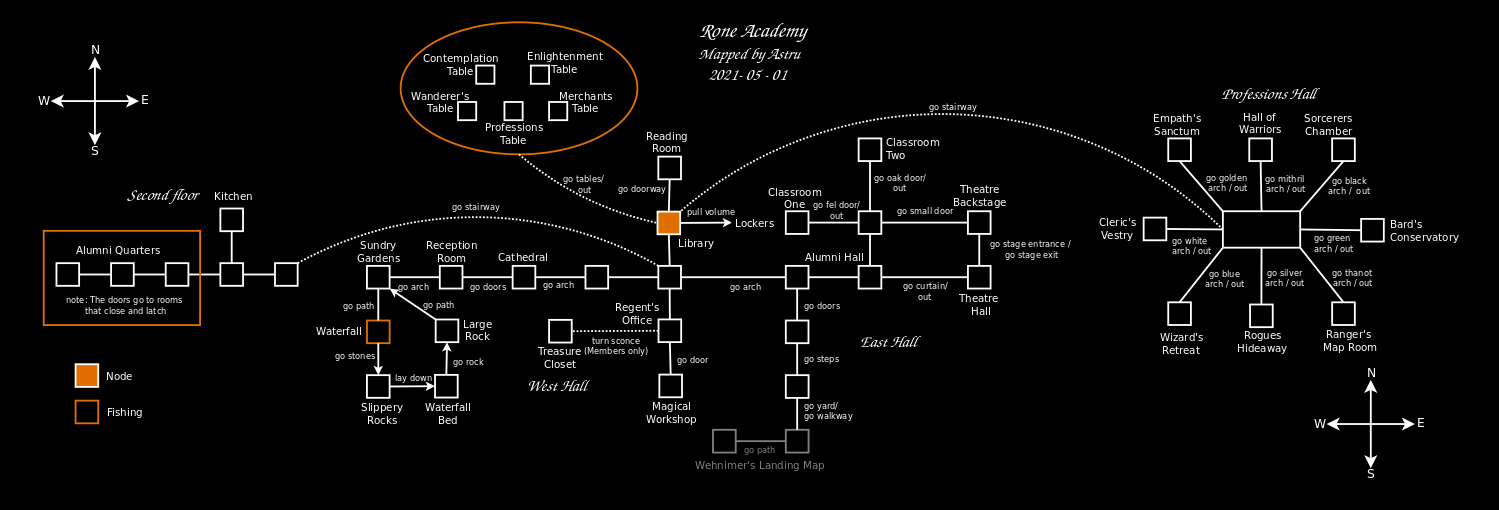 Rone Academy
Mapped by Astru
2021- 05 - 01
N
W
E
S
Contemplation
Table
Enlightenment
Table
Wanderer's
Table
Merchants
Table
Professions
Table
go tables/
out
Reading
Room
go doorway
pull volume
Lockers
Library
go stairway
Classroom
Two
go oak door/
out
Classroom
One
go fel door/
out
go small door
Theatre
Backstage
go stage entrance /
go stage exit
Alumni Hall
go arch
go curtain/
out
Theatre
Hall
Professions Hall
Empath's
Sanctum
Hall of
Warriors
Sorcerers
Chamber
go golden
arch / out
go mithril
arch / out
go black
arch / out
Cleric's
Vestry
go white
arch / out
go green
arch / out
Bard's
Conservatory
go blue
arch / out
go silver
arch / out
go thanot
arch / out
Wizard's
Retreat
Rogues
Hideaway
Ranger's
Map Room
Second floor
Kitchen
go stairway
Alumni Quarters
note: The doors go to rooms
that close and latch
Sundry
Gardens
Reception
Room
Cathedral
go arch
go doors
go arch
go path
go path
Waterfall
Large
Rock
go stones
go rock
lay down
Slippery
Rocks
Waterfall
Bed
Regent's
Office
Treasure
Closet
turn sconce
(Members only)
go door
West Hall
Magical
Workshop
go doors
go steps
East Hall
go yard/
go walkway
go path
Wehnimer's Landing Map
Node
Fishing
N
W
E
S